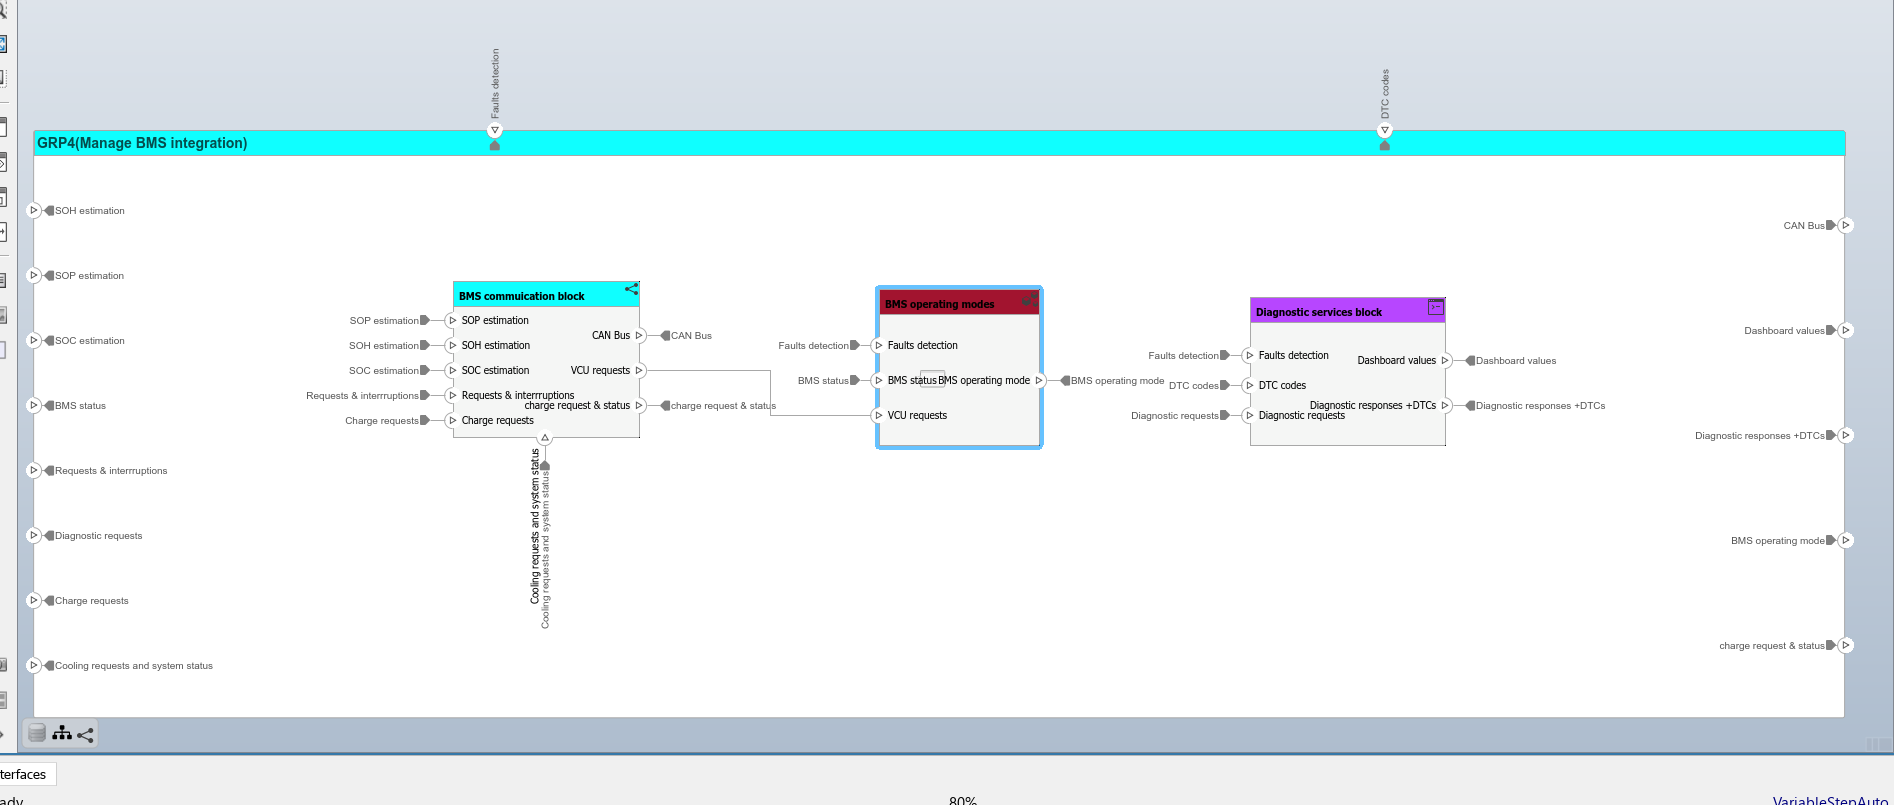 Faults detection
DTC codes
GRP4(Manage BMS integration)
SOH estimation
SOP estimation
SOC estimation
BMS status
Requests & interrruptions
Diagnostic requests
Charge requests
Cooling requests and system status
SOP estimation
SOH estimation
SOC estimation
Requests & interrruptions
Charge requests
BMS commuication block
SOP estimation
SOH estimation
SOC estimation
Requests & interrruptions
Charge requests
CAN Bus
VCU requests
charge request & status
Cooling requests and system status
Cooling requests and system status
CAN Bus
charge request & status
Faults detection
BMS status
BMS operating modes
Faults detection
BMS status
VCU requests
BMS operating mode
BMS operating mode
Faults detection
DTC codes
Diagnostic requests
Diagnostic services block
Faults detection
DTC codes
Diagnostic requests
Dashboard values
Diagnostic responses +DTCs
Dashboard values
Diagnostic responses +DTCs
CAN Bus
Dashboard values
Diagnostic responses +DTCs
BMS operating mode
charge request & status
terfaces
ady
80%
VariableStepAuto